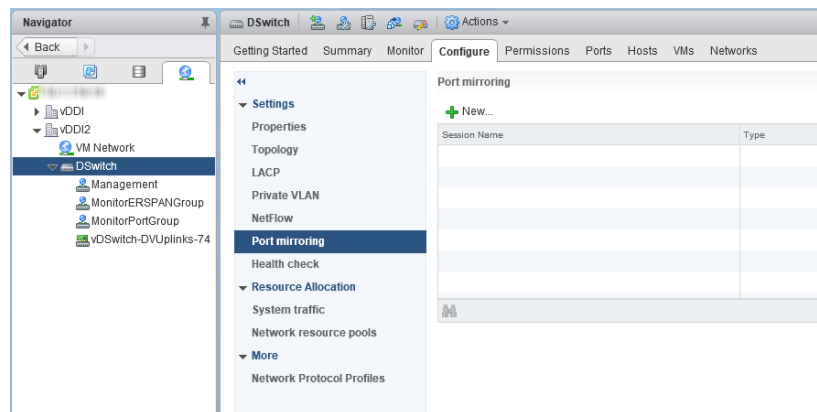 Navigator
Back
vDDI
vDDI2
VM Network
DSwitch
Management
MonitorERSPANGroup
MonitorPortGroup
vDSwitch-DVUplinks-74
DSwitch
Actions
Getting Started Summary Monitor Configure Permissions Ports Hosts VMs Networks
Settings
Properties
Topology
LACP
Private VLAN
NetFlow
Port mirroring
Health check
Resource Allocation
System traffic
Network resource pools
More
Network Protocol Profiles
Port mirroring
New...
Session Name Type